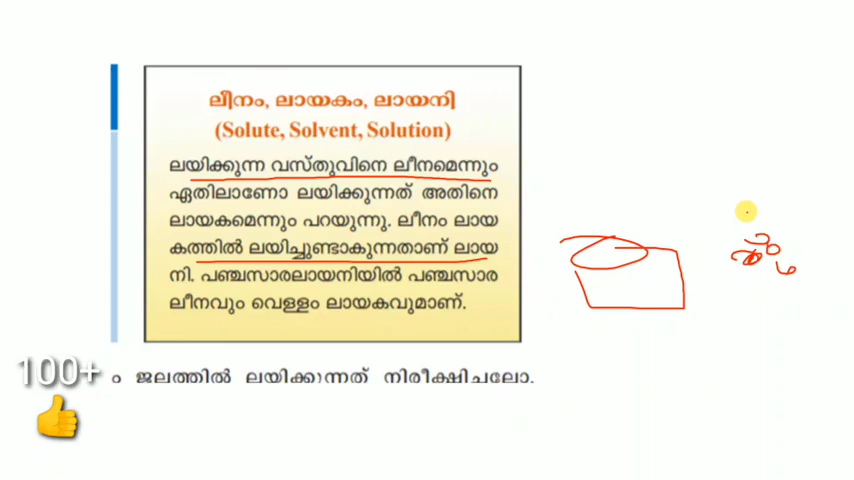 ലീനം, ലായകം, ലായനി
(Solute, Solvent, Solution)
ലയിക്കുന്ന വസ്തുവിനെ ലീനമെന്നും
ഏതിലാണോ ലയിക്കുന്നത് അതിനെ
ലായകമെന്നും പറയുന്നു. ലീനം ലായ
കത്തിൽ ലയിച്ചുണ്ടാകുന്നതാണ് ലായ
നി. പഞ്ചസാരലായനിയിൽ പഞ്ചസാര
ലീനവും വെള്ളം ലായകവുമാണ്.
100+
ജലത്തിൽ ലയിക്കുന്നത് നിരീക്ഷിചലോ.